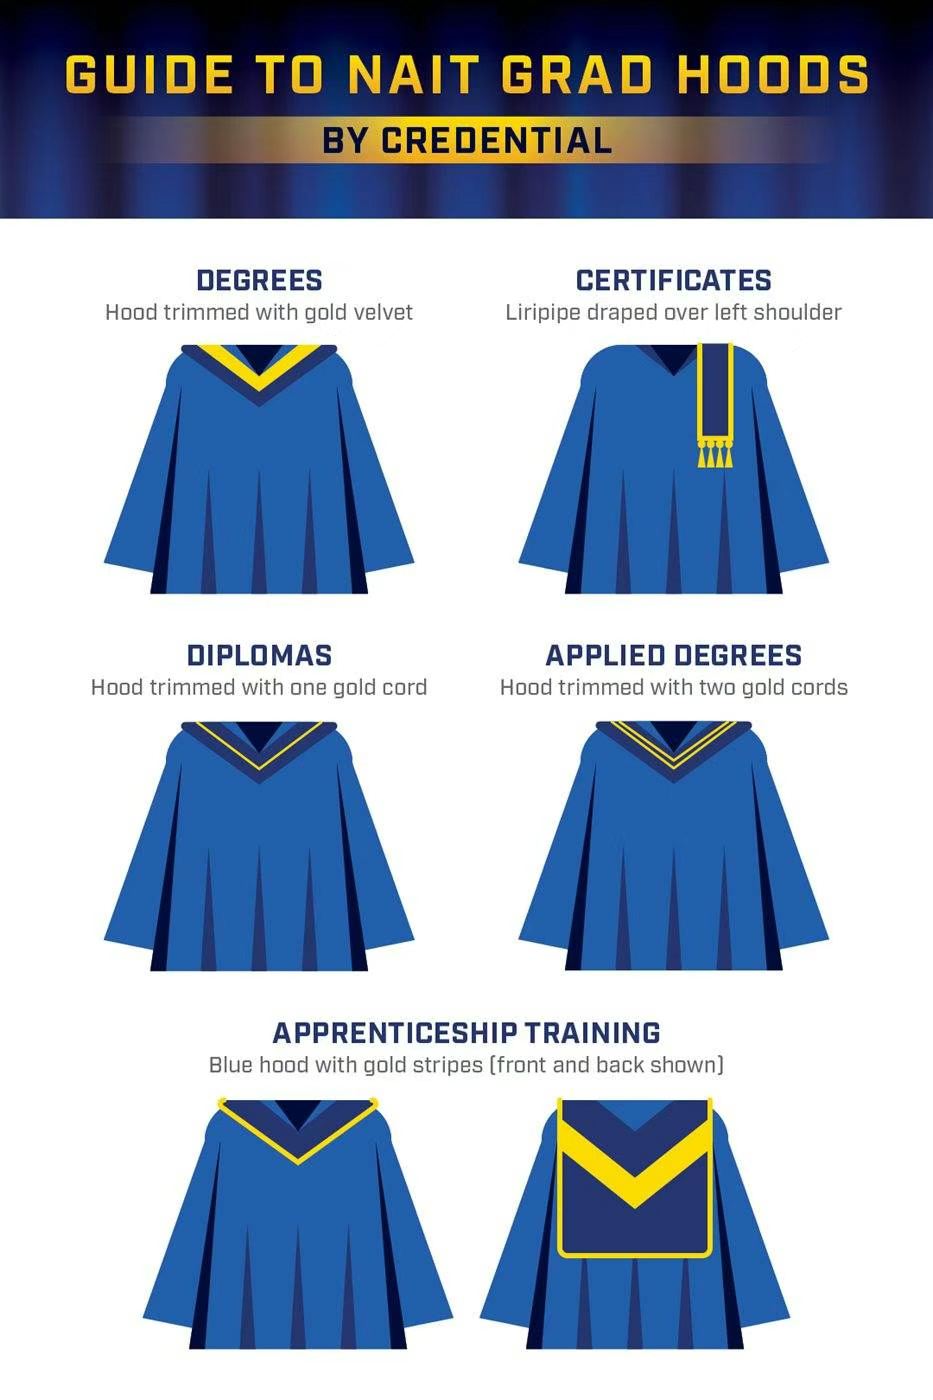 GUIDE TO NAIT GRAD HOODS
BY CREDENTIAL
DEGREES
Hood trimmed with gold velvet
CERTIFICATES
Liripipe draped over left shoulder
DIPLOMAS
Hood trimmed with one gold cord
APPLIED DEGREES
Hood trimmed with two gold cords
APPRENTICESHIP TRAINING
Blue hood with gold stripes (front and back shown)